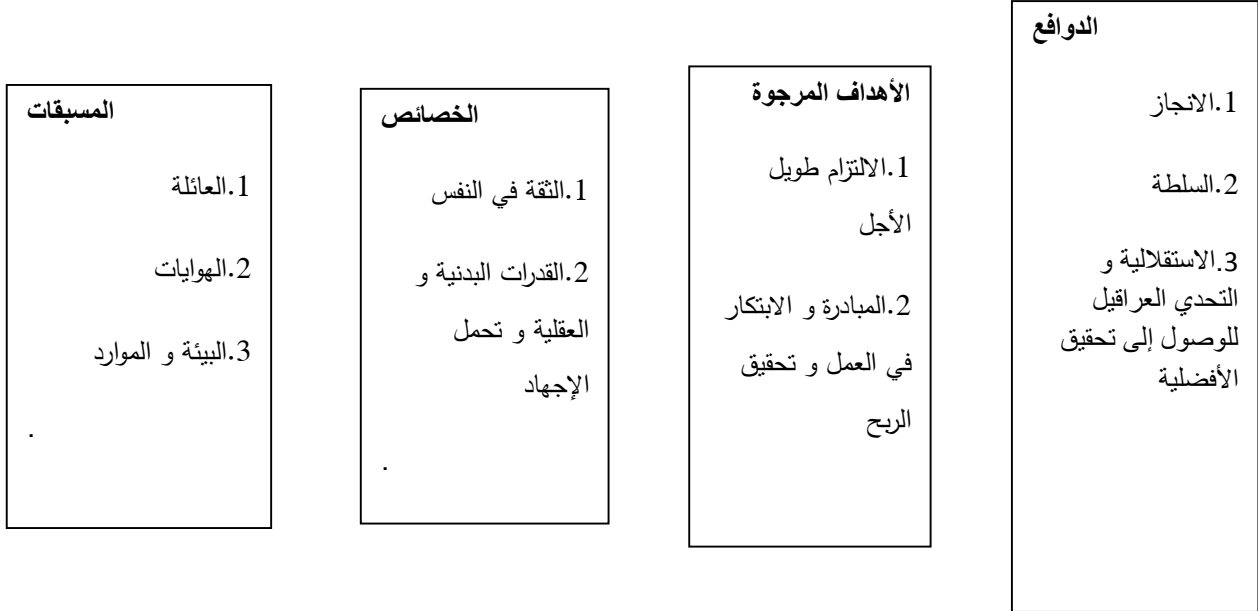 الدوافع
1.الانجاز
2.السلطة
3.الاستقلالية و
التحدي العراقيل
للوصول إلى تحقيق
الأفضلية
الأهداف المرجوة
1.الالتزام طويل
الأجل
2.المبادرة و الابتكار
في العمل و تحقيق
الربح
الخصائص
1.الثقة في النفس
2.القدرات البدنية و
العقلية و تحمل
الإجهاد
.
المسبقات
1.العائلة
2.الهوايات
3.البيئة و الموارد
.